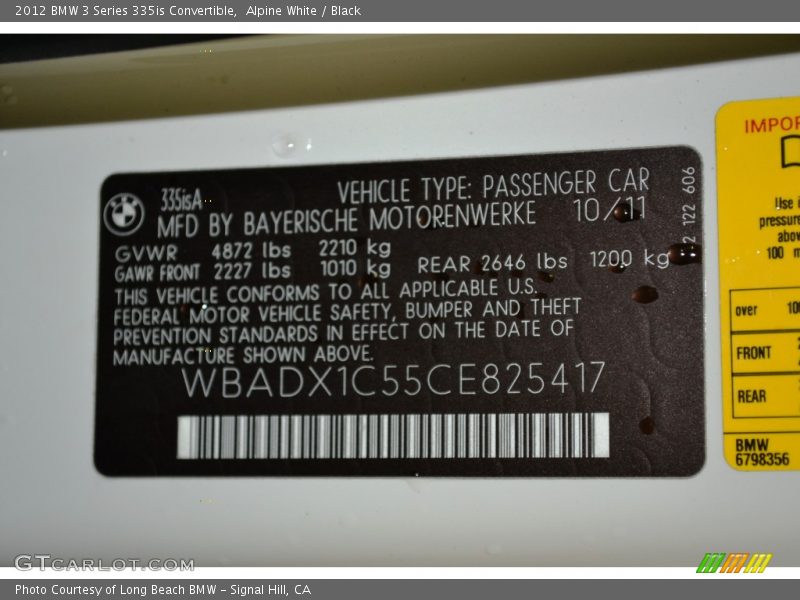 2012 BMW 3 Series 335is Convertible, Alpine White / Black
335isA
VEHICLE TYPE: PASSENGER CAR
MFD BY BAYERISCHE MOTORENWERKE 10/11
GVWR 4872 lbs 2210 kg
GAWR FRONT 2227 lbs 1010 kg REAR 2646 lbs 1200 kg
THIS VEHICLE CONFORMS TO ALL APPLICABLE U.S.
FEDERAL MOTOR VEHICLE SAFETY, BUMPER AND THEFT
PREVENTION STANDARDS IN EFFECT ON THE DATE OF
MANUFACTURE SHOWN ABOVE.
WBADX1C55CE825417
2 122 606
over
FRONT
REAR
BMW
6798356
GTCARLOT.COM
Photo Courtesy of Long Beach BMW - Signal Hill, CA